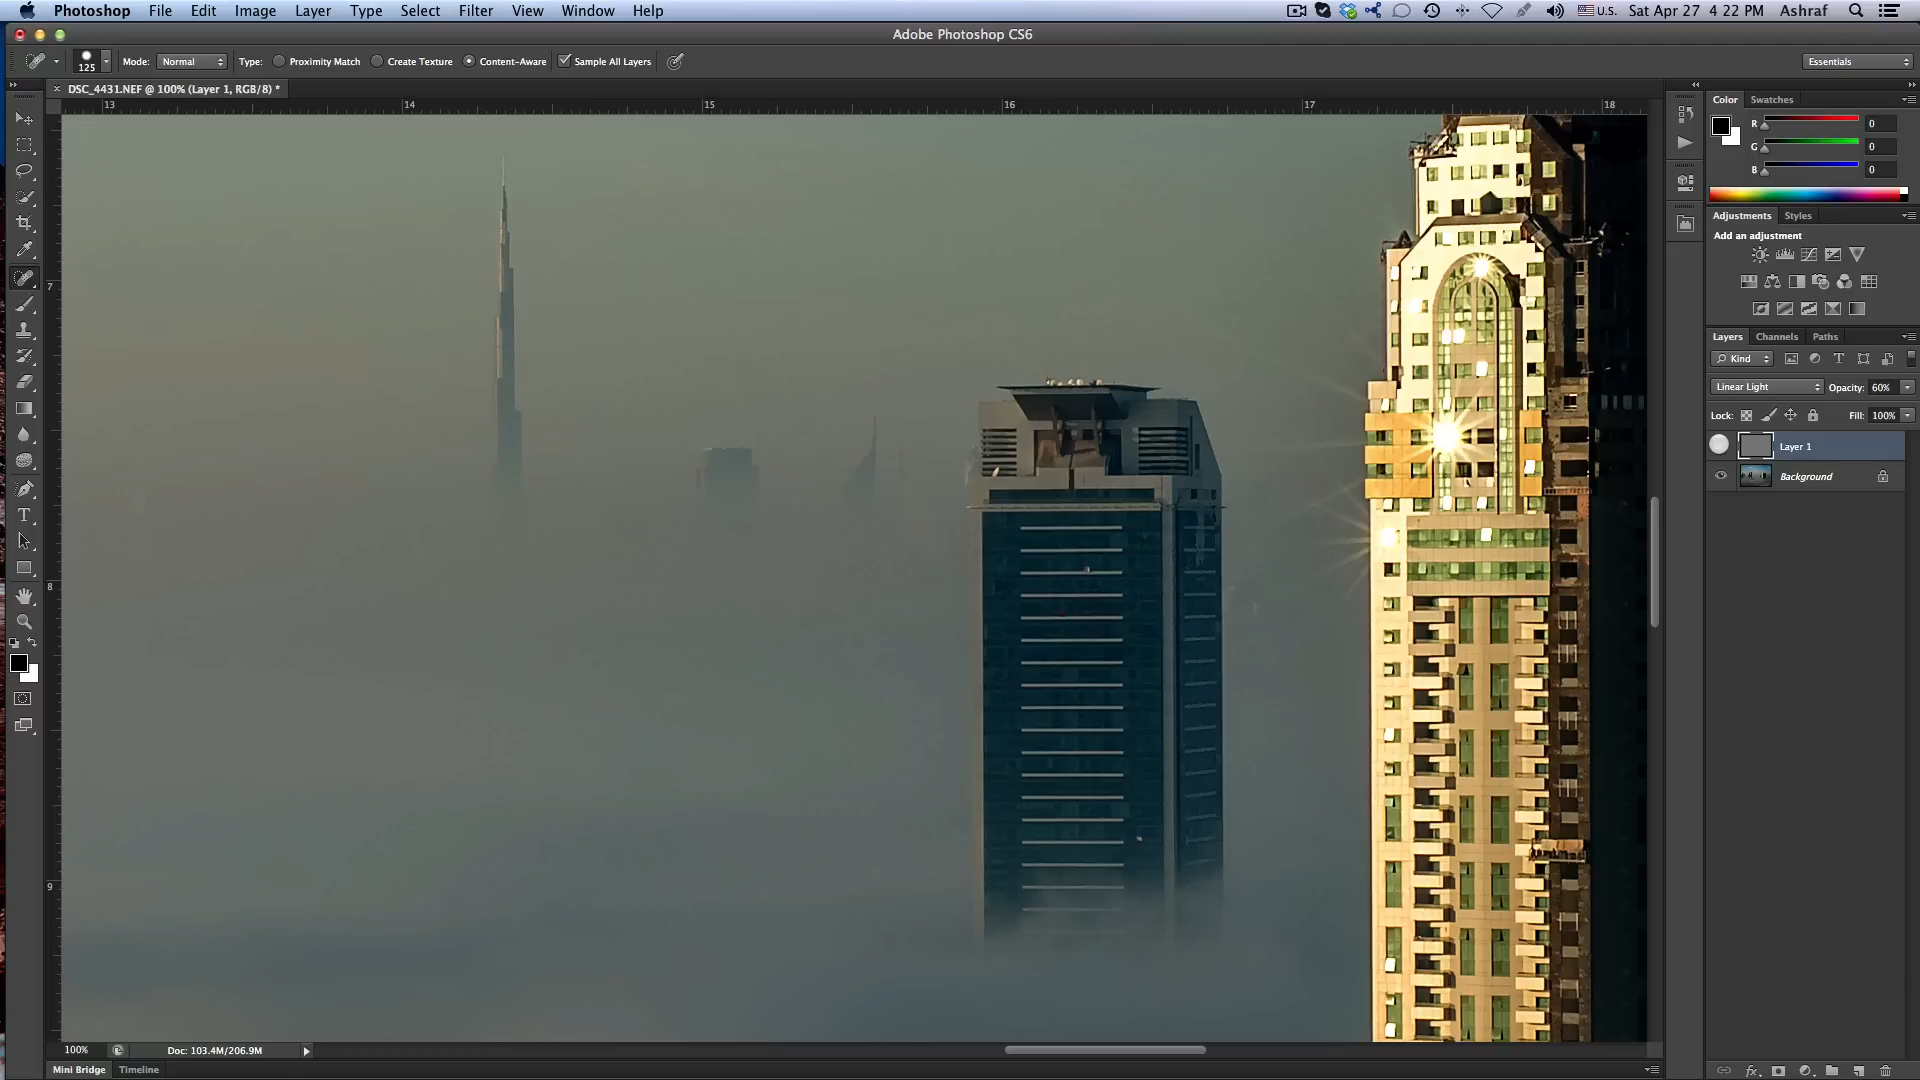 Photoshop File Edit Image Layer Type Select Filter View Window Help U.S. Sat Apr 27 4:22 PM Ashraf
Adobe Photoshop CS6
125 Mode: Normal Type: Proximity Match Create Texture Content-Aware Sample All Layers Essentials
× DSC_4431.NEF @ 100% (Layer 1, RGB/8) *
13 14 15 16 17 18
Color Swatches
R 0
G 0
B 0
Adjustments Styles
Add an adjustment
7
Layers Channels Paths
Kind
Linear Light Opacity: 60%
Lock: Fill: 100%
Layer 1
Background
8
9
100% Doc: 103.4M/206.9M
Mini Bridge Timeline